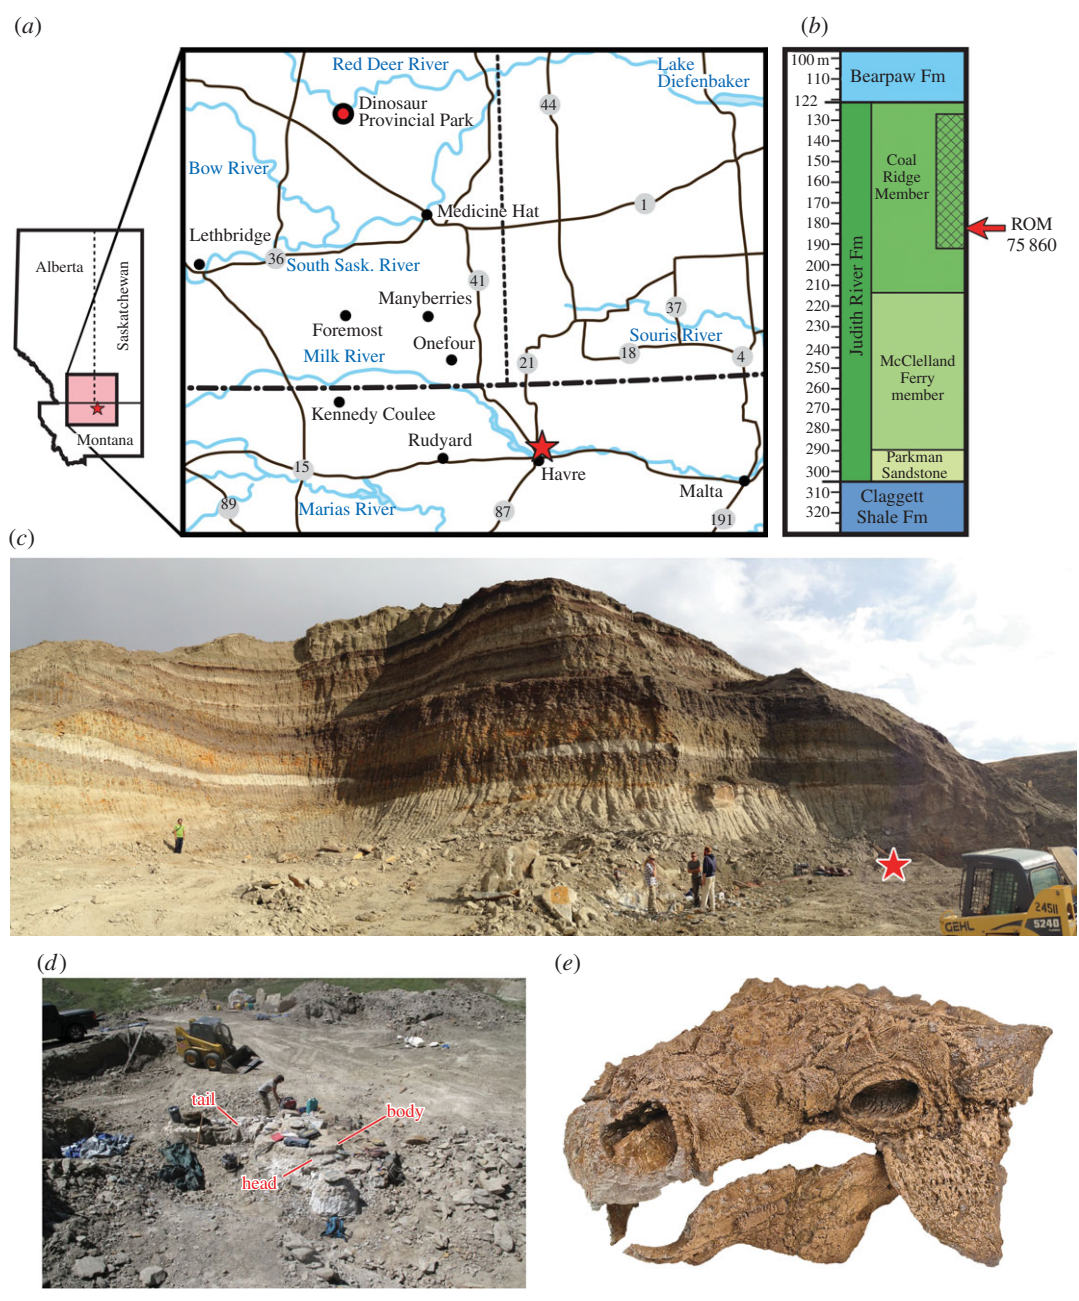 (a)
Red Deer River
Lake
Diefenbaker
44
Dinosaur
Provincial Park
Bow River
Medicine Hat
1
Lethbridge
36
South Sask. River
41
Manyberries
37
Foremost
Onefour
Souris River
Milk River
21
18
4
Kennedy Coulee
Rudyard
15
Havre
Malta
89
Marias River
87
191
Alberta
Saskatchewan
Montana
(b)
100 m
110
122
130
140
150
160
170
180
190
200
210
220
230
240
250
260
270
280
290
300
310
320
Bearpaw Fm
Judith River Fm
Coal
Ridge
Member
McClelland
Ferry
member
Parkman
Sandstone
Claggett
Shale Fm
ROM
75 860
(c)
24511
GEHL
5240
(d)
tail
body
head
(e)